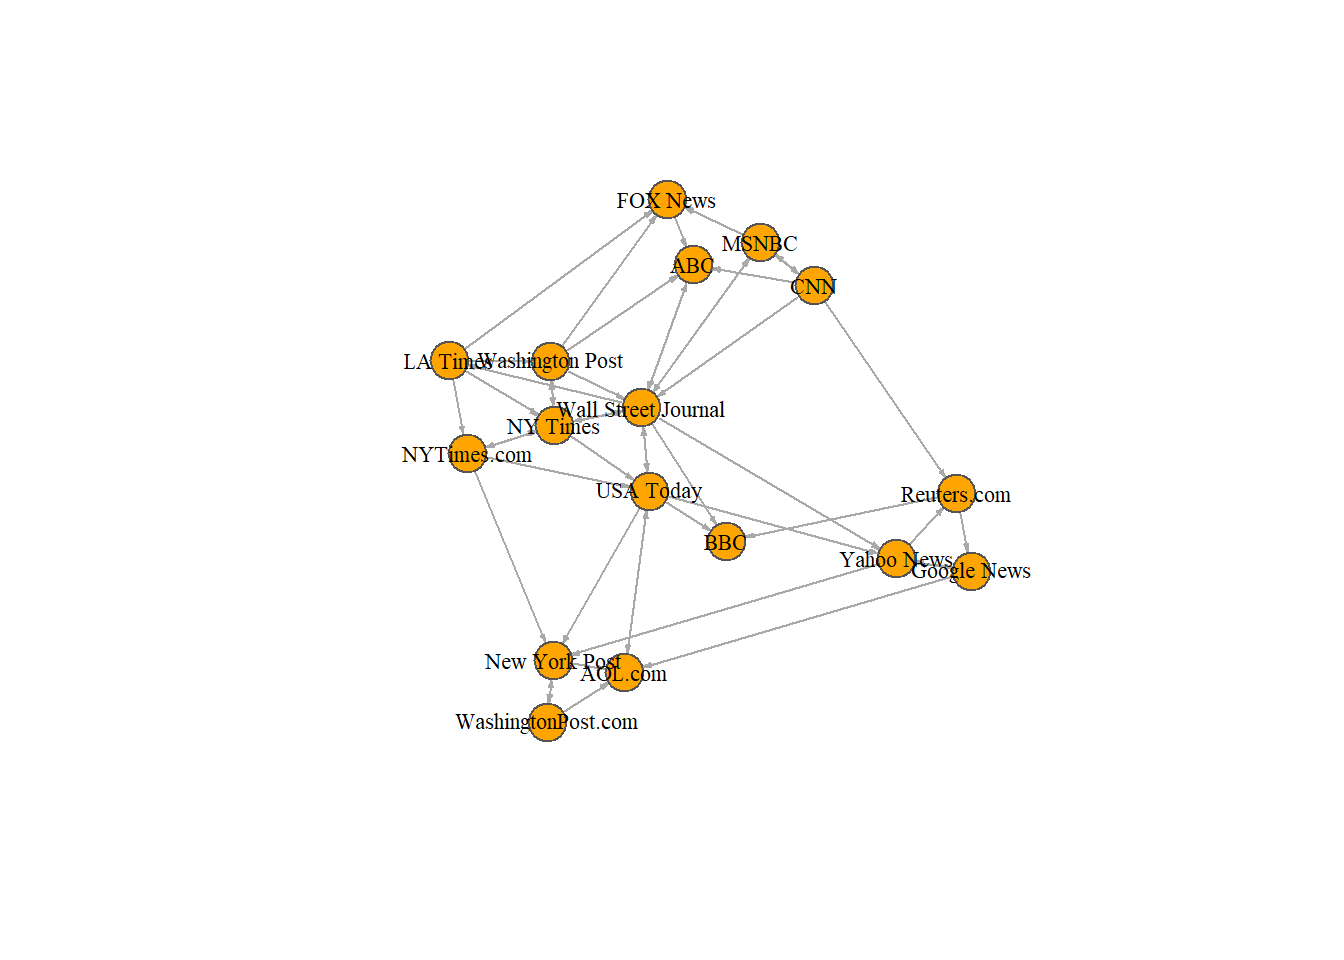 FOX News
MSNBC
ABC
CNN
LA Times
Washington Post
Wall Street Journal
NY Times
NYTimes.com
USA Today
Reuters.com
BBC
Yahoo News
Google News
New York Post
AOL.com
WashingtonPost.com